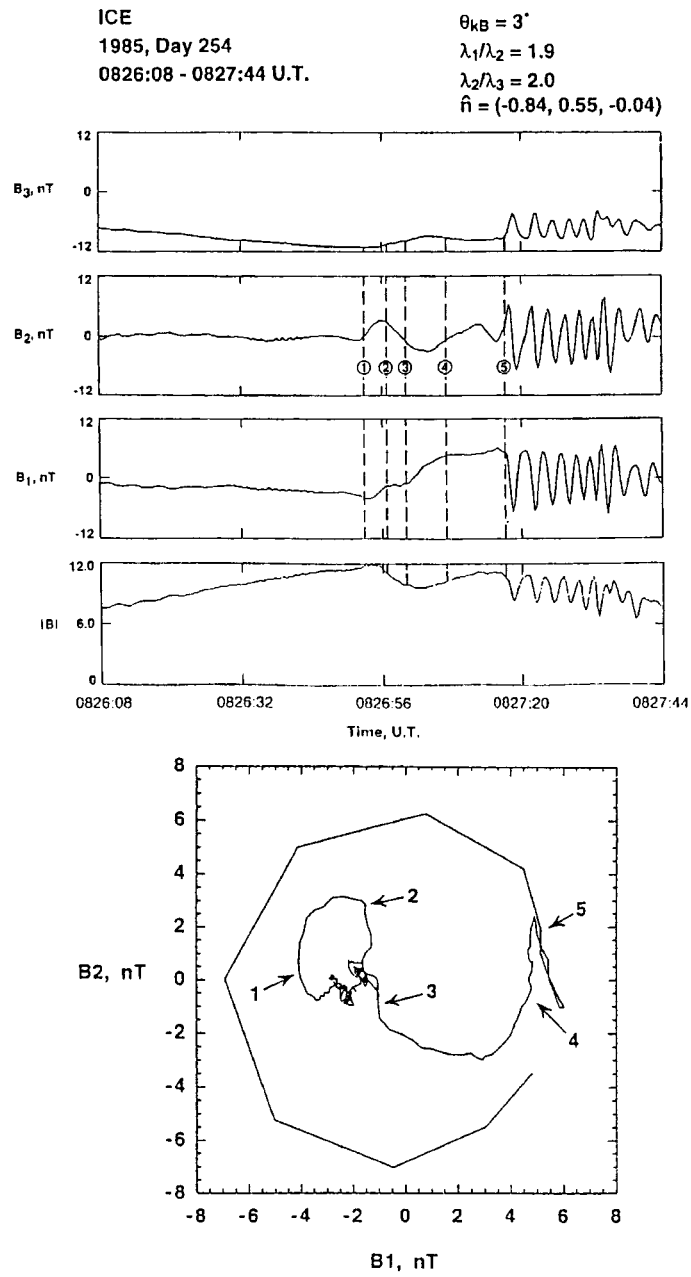 ICE
1985, Day 254
0826:08 - 0827:44 U.T.
θkB = 3°
λ1/λ2 = 1.9
λ2/λ3 = 2.0
n̂ = (-0.84, 0.55, -0.04)
12
B3, nT
0
-12
12
B2, nT
0
1 2 3 4 5
-12
12
B1, nT
0
-12
12.0
|B|
6.0
0
0826:08 0826:32 0826:56 0827:20 0827:44
Time, U.T.
8
6
4
2
2
5
B2, nT
0
1
3
-2
4
-4
-6
-8
-8 -6 -4 -2 0 2 4 6 8
B1, nT